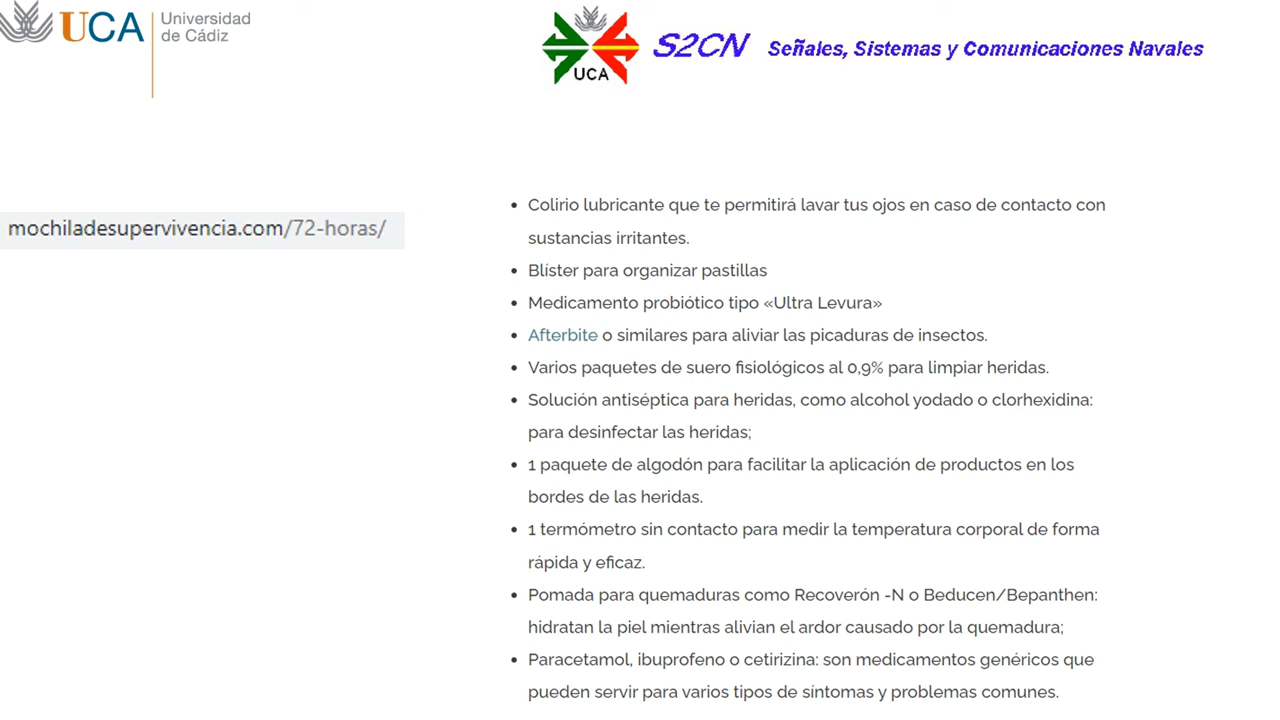 UCA Universidad
de Cádiz
UCA
S2CN Señales, Sistemas y Comunicaciones Navales
mochiladesupervivencia.com/72-horas/
• Colirio lubricante que te permitirá lavar tus ojos en caso de contacto con
sustancias irritantes.
• Blíster para organizar pastillas
• Medicamento probiótico tipo «Ultra Levura»
• Afterbite o similares para aliviar las picaduras de insectos.
• Varios paquetes de suero fisiológicos al 0,9% para limpiar heridas.
• Solución antiséptica para heridas, como alcohol yodado o clorhexidina:
para desinfectar las heridas;
• 1 paquete de algodón para facilitar la aplicación de productos en los
bordes de las heridas.
• 1 termómetro sin contacto para medir la temperatura corporal de forma
rápida y eficaz.
• Pomada para quemaduras como Recoverón -N o Beducen/Bepanthen:
hidratan la piel mientras alivian el ardor causado por la quemadura;
• Paracetamol, ibuprofeno o cetirizina: son medicamentos genéricos que
pueden servir para varios tipos de síntomas y problemas comunes.